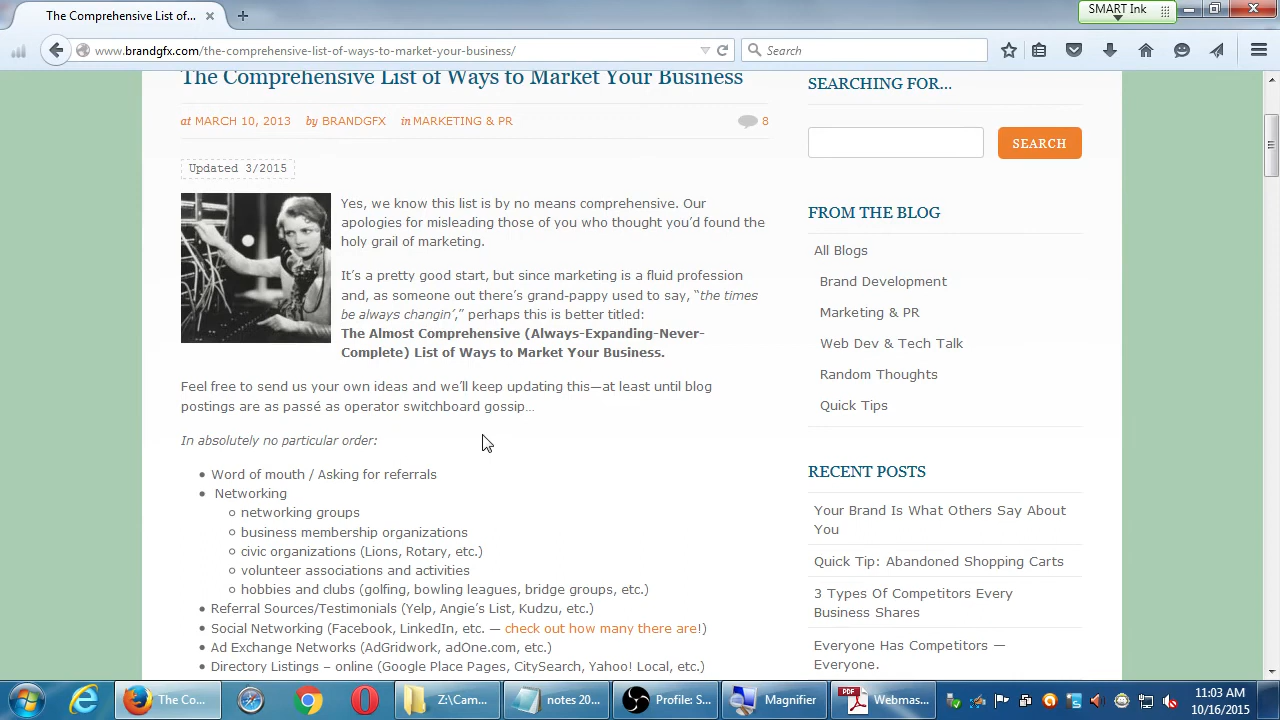 The Comprehensive List of...
SMART Ink
www.brandgfx.com/the-comprehensive-list-of-ways-to-market-your-business/
Search
The Comprehensive List of Ways to Market Your Business
at MARCH 10, 2013 by BRANDGFX in MARKETING & PR
8
Updated 3/2015
Yes, we know this list is by no means comprehensive. Our
apologies for misleading those of you who thought you’d found the
holy grail of marketing.
It’s a pretty good start, but since marketing is a fluid profession
and, as someone out there’s grand-pappy used to say, “the times
be always changin’,” perhaps this is better titled:
The Almost Comprehensive (Always-Expanding-Never-
Complete) List of Ways to Market Your Business.
Feel free to send us your own ideas and we’ll keep updating this—at least until blog
postings are as passé as operator switchboard gossip…
In absolutely no particular order:
Word of mouth / Asking for referrals
Networking
networking groups
business membership organizations
civic organizations (Lions, Rotary, etc.)
volunteer associations and activities
hobbies and clubs (golfing, bowling leagues, bridge groups, etc.)
Referral Sources/Testimonials (Yelp, Angie’s List, Kudzu, etc.)
Social Networking (Facebook, LinkedIn, etc. — check out how many there are!)
Ad Exchange Networks (AdGridwork, adOne.com, etc.)
Directory Listings – online (Google Place Pages, CitySearch, Yahoo! Local, etc.)
SEARCHING FOR...
SEARCH
FROM THE BLOG
All Blogs
Brand Development
Marketing & PR
Web Dev & Tech Talk
Random Thoughts
Quick Tips
RECENT POSTS
Your Brand Is What Others Say About
You
Quick Tip: Abandoned Shopping Carts
3 Types Of Competitors Every
Business Shares
Everyone Has Competitors —
Everyone.
The Co...
Z:\Cam...
notes 20...
Profile: S...
Magnifier
PDF
Webmas...
11:03 AM
10/16/2015